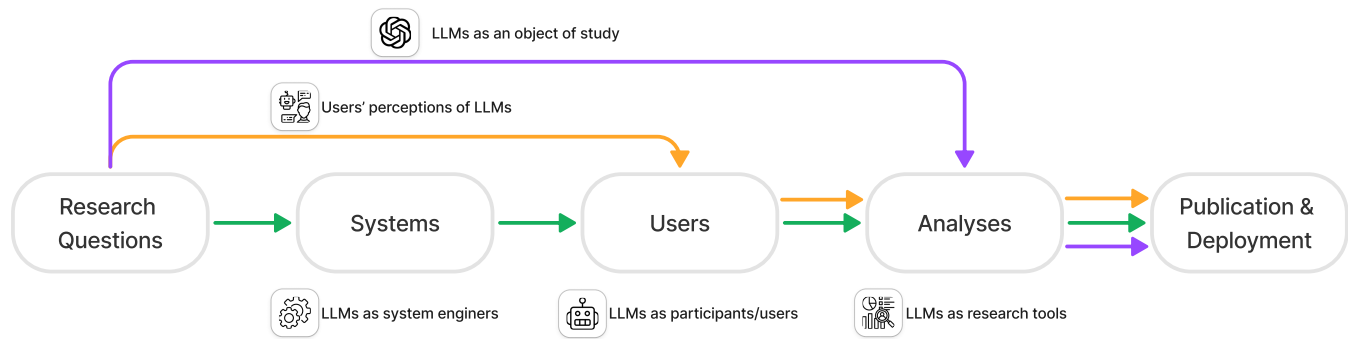 LLMs as an object of study
Users’ perceptions of LLMs
Research
Questions
Systems
Users
Analyses
Publication &
Deployment
LLMs as system enginers
LLMs as participants/users
LLMs as research tools